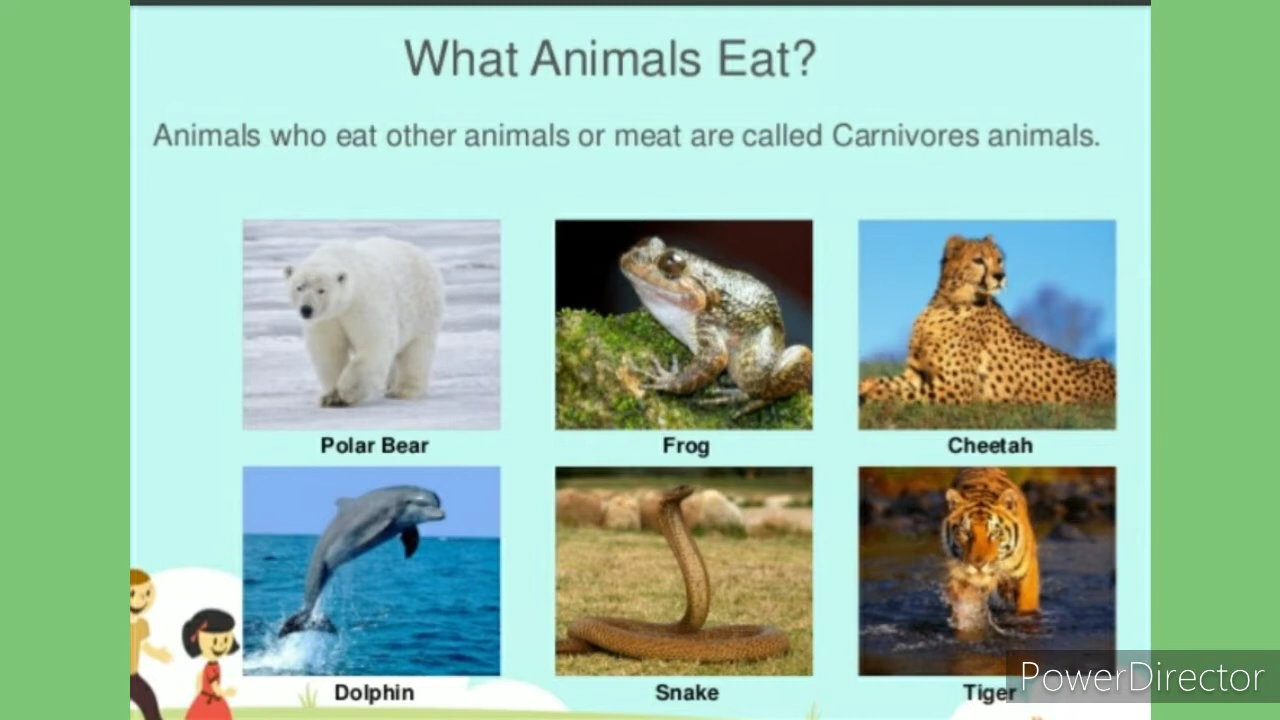 What Animals Eat?
Animals who eat other animals or meat are called Carnivores animals.
Polar Bear
Frog
Cheetah
Dolphin
Snake
Tiger
PowerDirector